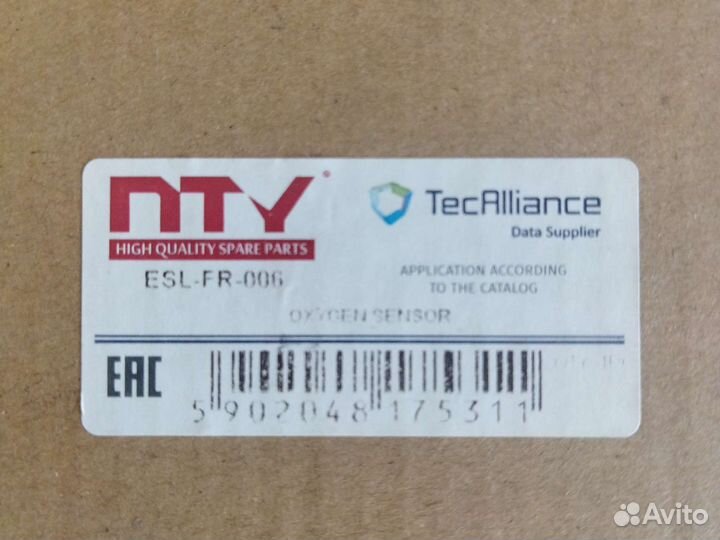 NTY
HIGH QUALITY SPARE PARTS
ESL-FR-006
TecAlliance
Data Supplier
APPLICATION ACCORDING
TO THE CATALOG
OXYGEN SENSOR
EAC
5 902048 175311
Avito